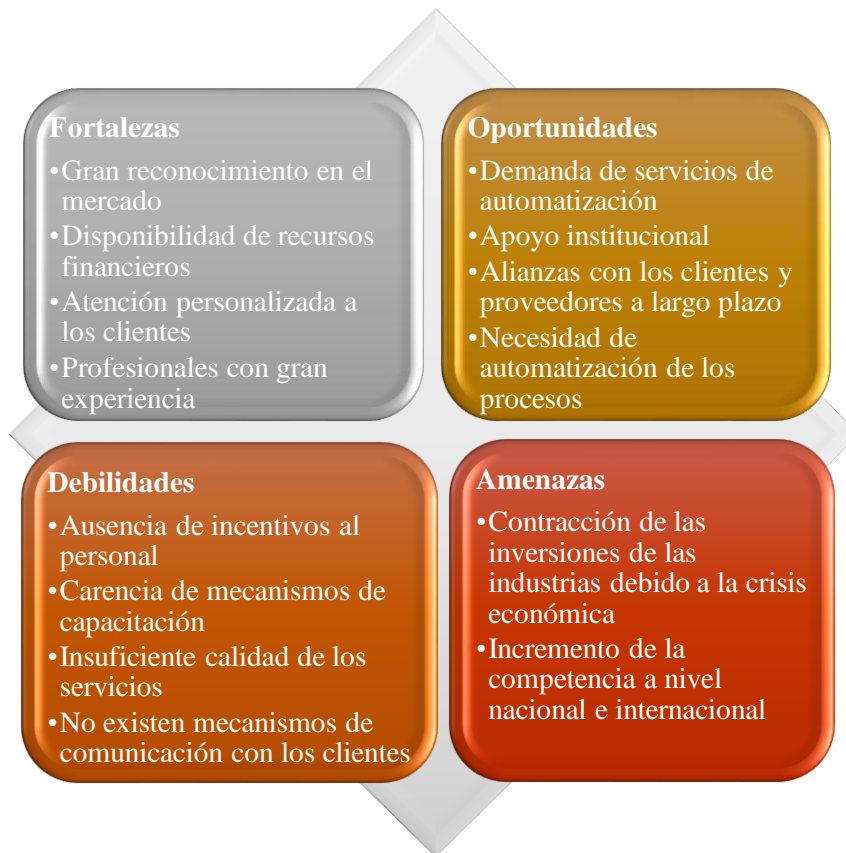 Fortalezas
•Gran reconocimiento en el
mercado
•Disponibilidad de recursos
financieros
•Atención personalizada a
los clientes
•Profesionales con gran
experiencia
Oportunidades
•Demanda de servicios de
automatización
•Apoyo institucional
•Alianzas con los clientes y
proveedores a largo plazo
•Necesidad de
automatización de los
procesos
Debilidades
•Ausencia de incentivos al
personal
•Carencia de mecanismos de
capacitación
•Insuficiente calidad de los
servicios
•No existen mecanismos de
comunicación con los clientes
Amenazas
•Contracción de las
inversiones de las
industrias debido a la crisis
económica
•Incremento de la
competencia a nivel
nacional e internacional